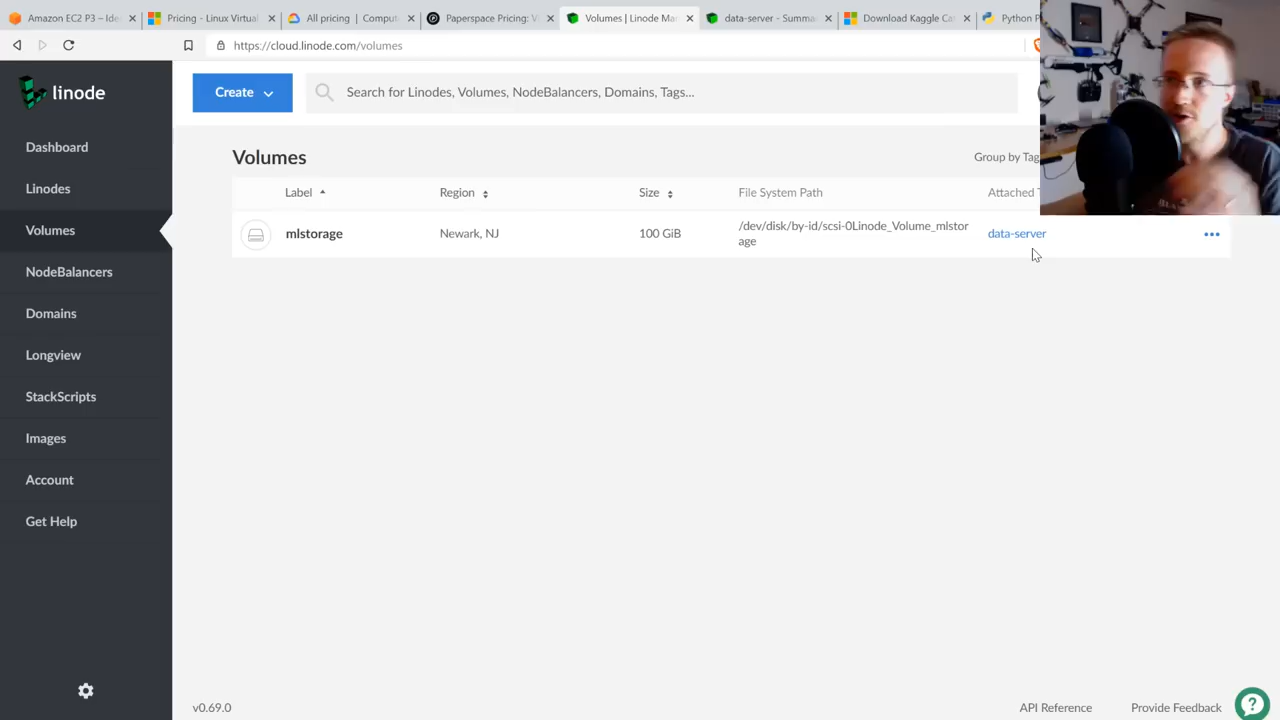 Amazon EC2 P3 – Ide
Pricing - Linux Virtual
All pricing | Comput
Paperspace Pricing: V
Volumes | Linode Ma
data-server - Summa
Download Kaggle Ca
Python P
https://cloud.linode.com/volumes
linode
Create
Search for Linodes, Volumes, NodeBalancers, Domains, Tags...
Dashboard
Linodes
Volumes
NodeBalancers
Domains
Longview
StackScripts
Images
Account
Get Help
Volumes
Group by Tag
Label
Region
Size
File System Path
Attached T
mlstorage
Newark, NJ
100 GiB
/dev/disk/by-id/scsi-0Linode_Volume_mlstor
age
data-server
v0.69.0
API Reference
Provide Feedback